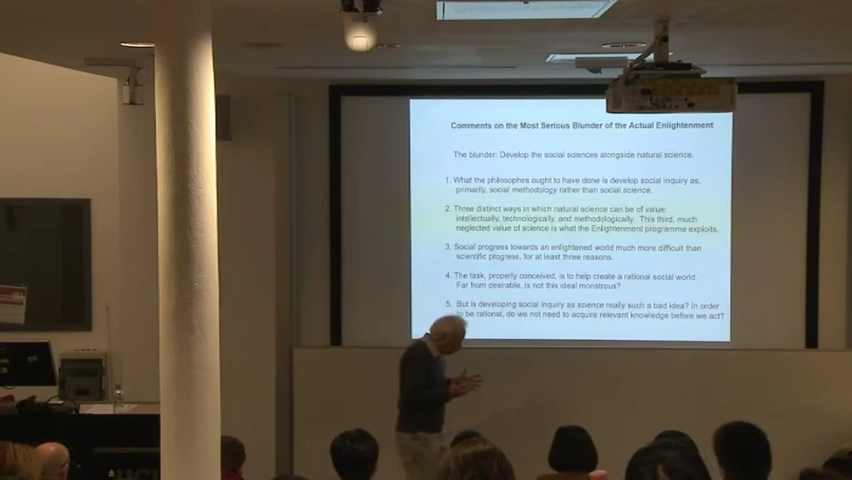 Comments on the Most Serious Blunder of the Actual Enlightenment
The blunder: Develop the social sciences alongside natural science.
1. What the philosophes ought to have done is develop social inquiry as,
primarily, social methodology rather than social science.
2. Three distinct ways in which natural science can be of value:
intellectually, technologically, and methodologically. This third, much
neglected value of science is what the Enlightenment programme exploits.
3. Social progress towards an enlightened world much more difficult than
scientific progress, for at least three reasons.
4. The task, properly conceived, is to help create a rational social world.
Far from desirable, is not this ideal monstrous?
5. But is developing social inquiry as science really such a bad idea? In order
to be rational, do we not need to acquire relevant knowledge before we act?